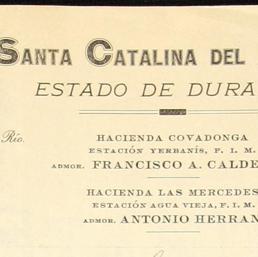 SANTA CATALINA DEL
ESTADO DE DURA
Rio.
HACIENDA COVADONGA
ESTACIÓN YERBANÍS, F. I. M.
ADMOR. FRANCISCO A. CALDE
HACIENDA LAS MERCEDES
ESTACIÓN AGUA VIEJA, F. I. M.
ADMOR. ANTONIO HERRAN